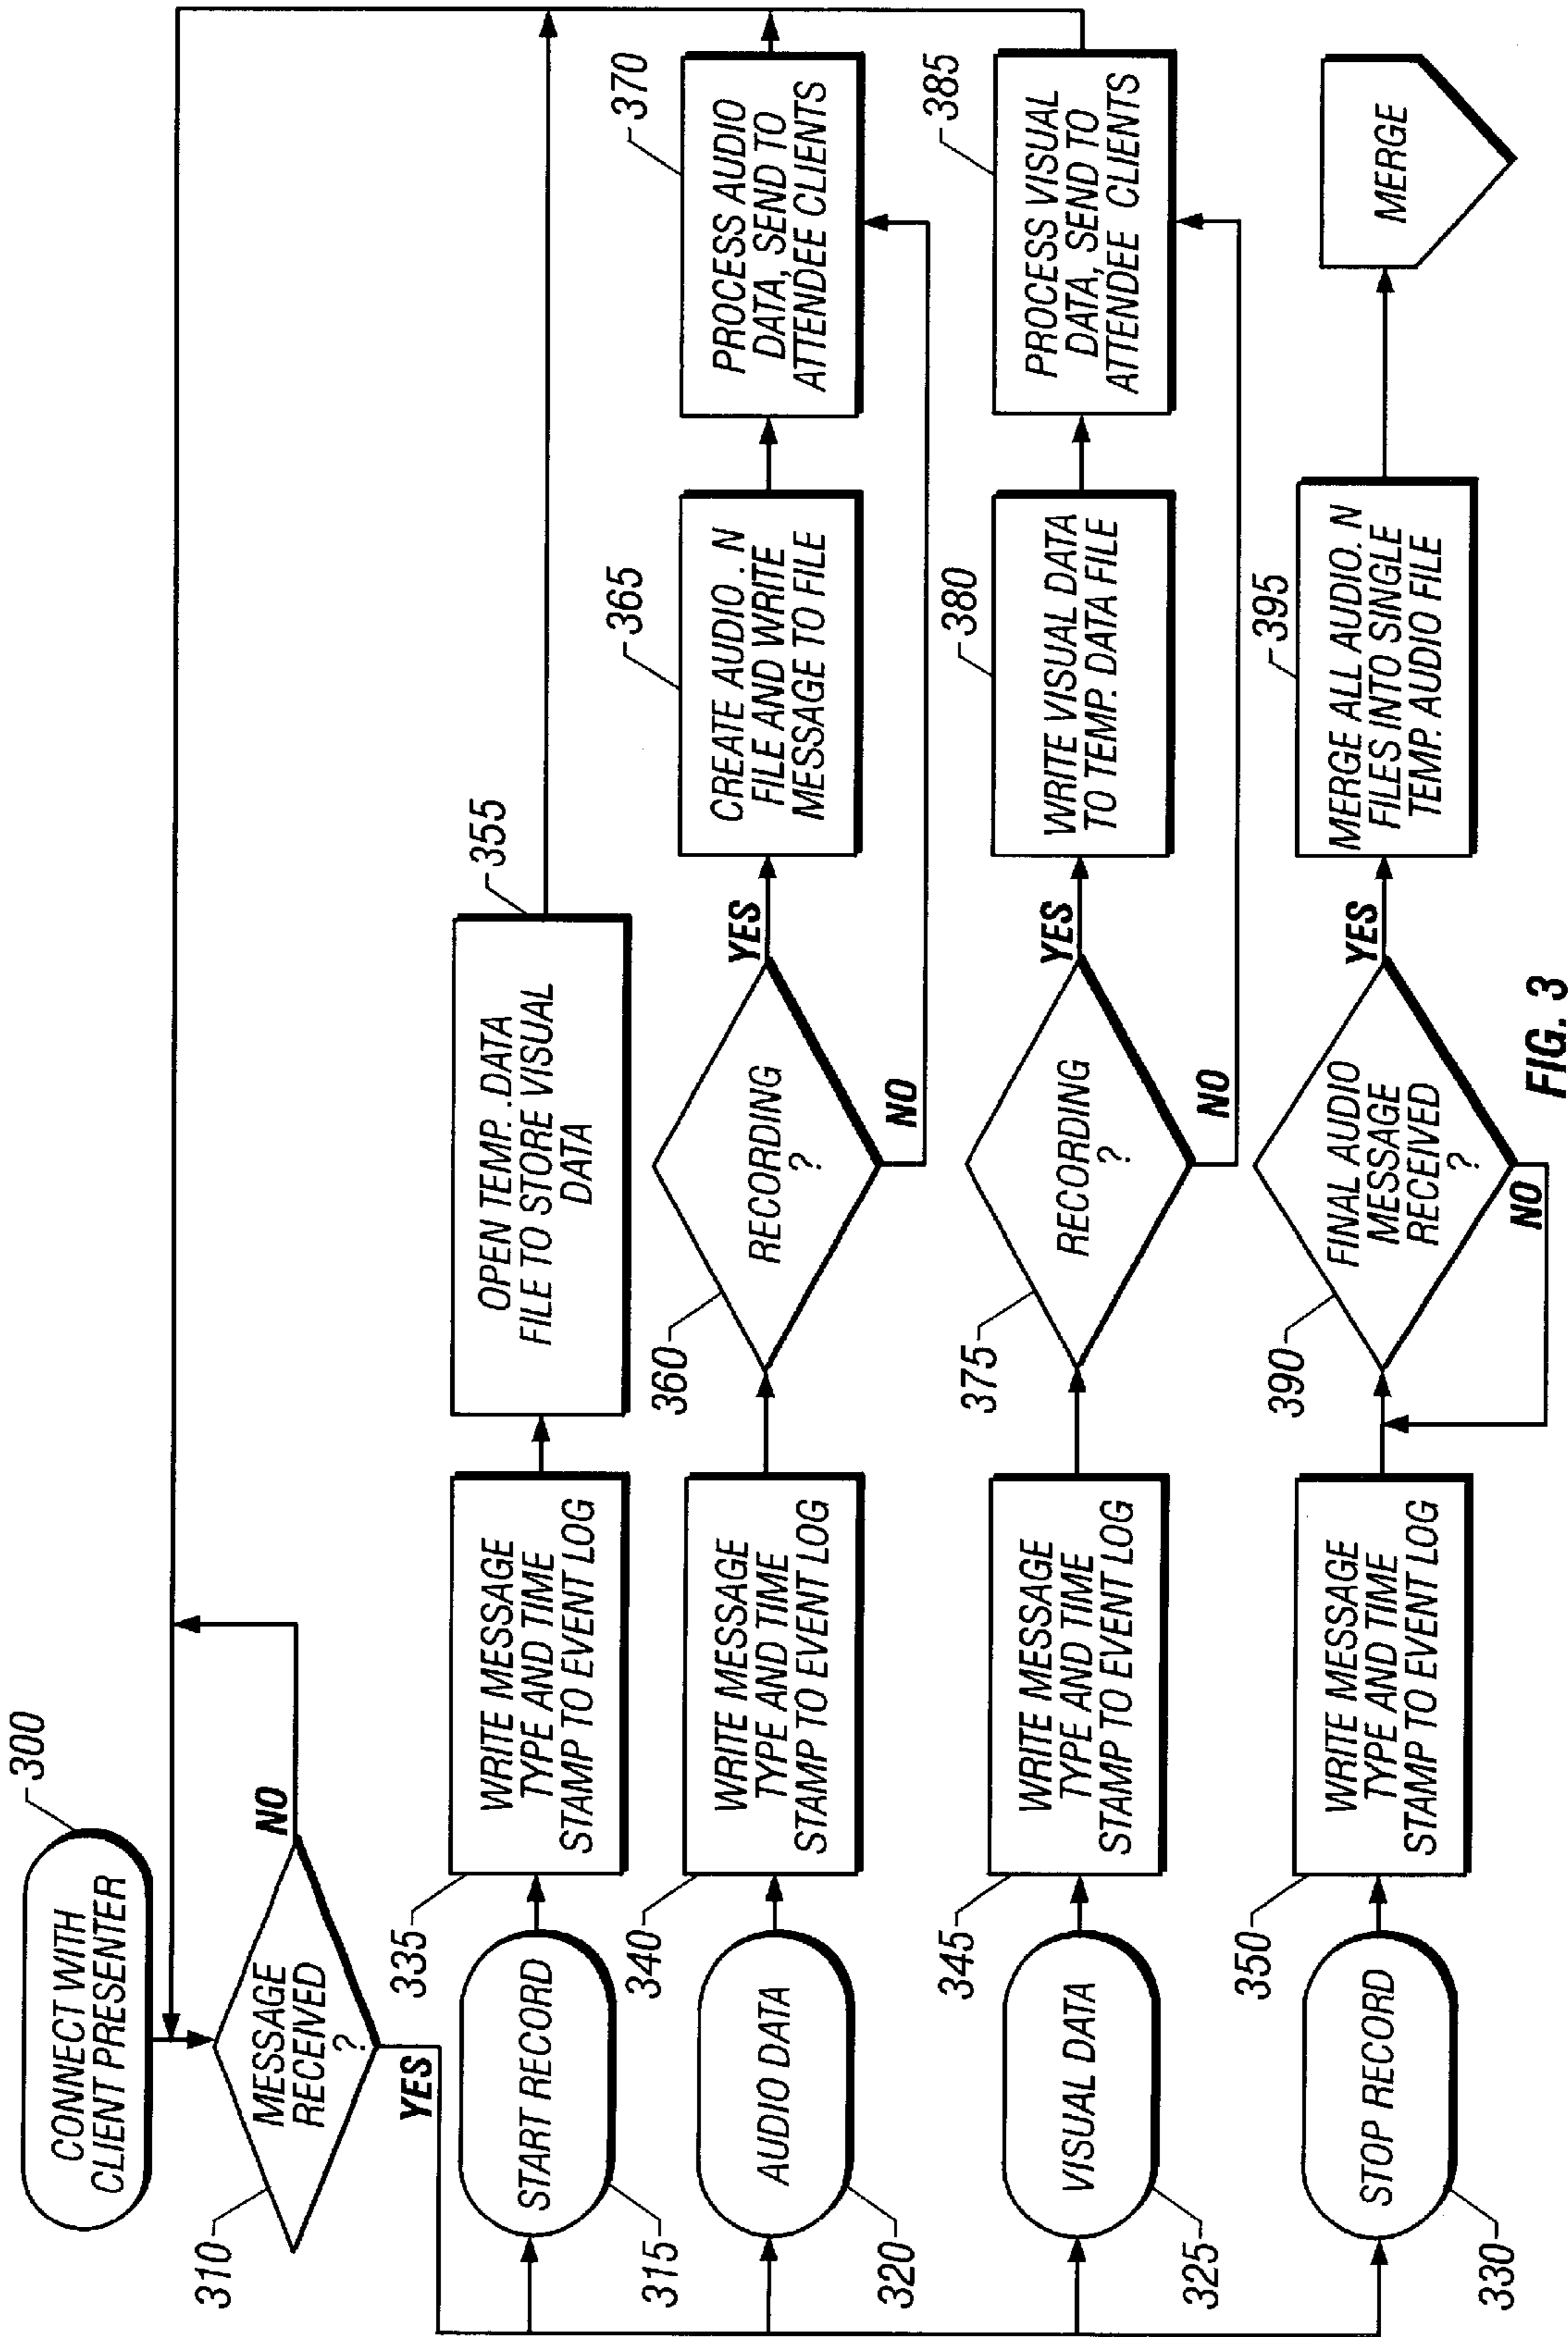 300
CONNECT WITH
CLIENT PRESENTER
310
MESSAGE
RECEIVED
?
NO
YES
315
START RECORD
335
WRITE MESSAGE
TYPE AND TIME
STAMP TO EVENT LOG
355
OPEN TEMP. .DATA
FILE TO STORE VISUAL
DATA
320
AUDIO DATA
340
WRITE MESSAGE
TYPE AND TIME
STAMP TO EVENT LOG
360
RECORDING
?
YES
NO
365
CREATE AUDIO . N
FILE AND WRITE
MESSAGE TO FILE
370
PROCESS AUDIO
DATA, SEND TO
ATTENDEE CLIENTS
325
VISUAL DATA
345
WRITE MESSAGE
TYPE AND TIME
STAMP TO EVENT LOG
375
RECORDING
?
YES
NO
380
WRITE VISUAL DATA
TO TEMP. DATA FILE
385
PROCESS VISUAL
DATA, SEND TO
ATTENDEE CLIENTS
330
STOP RECORD
350
WRITE MESSAGE
TYPE AND TIME
STAMP TO EVENT LOG
390
FINAL AUDIO
MESSAGE
RECEIVED
?
YES
NO
395
MERGE ALL AUDIO. N
FILES INTO SINGLE
TEMP. AUDIO FILE
MERGE
FIG. 3